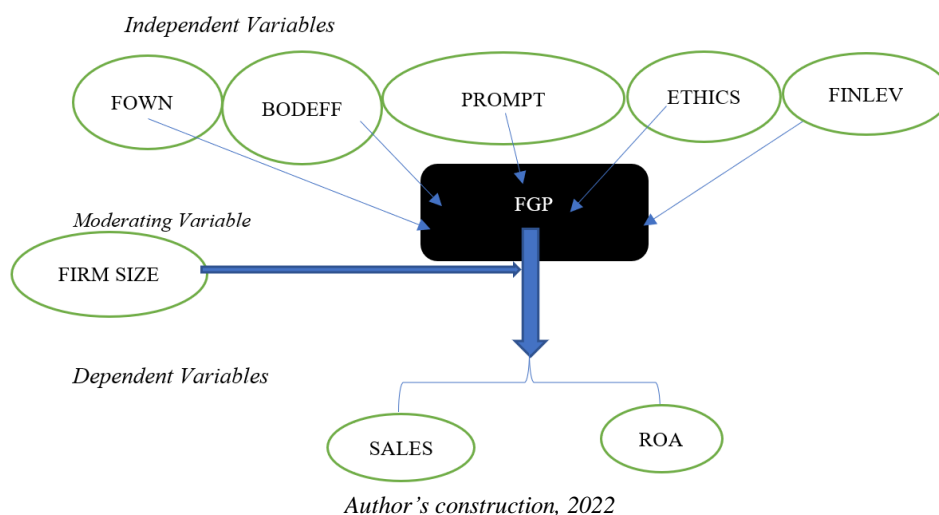 Independent Variables
FOWN
BODEFF
PROMPT
ETHICS
FINLEV
FGP
Moderating Variable
FIRM SIZE
Dependent Variables
SALES
ROA
Author’s construction, 2022